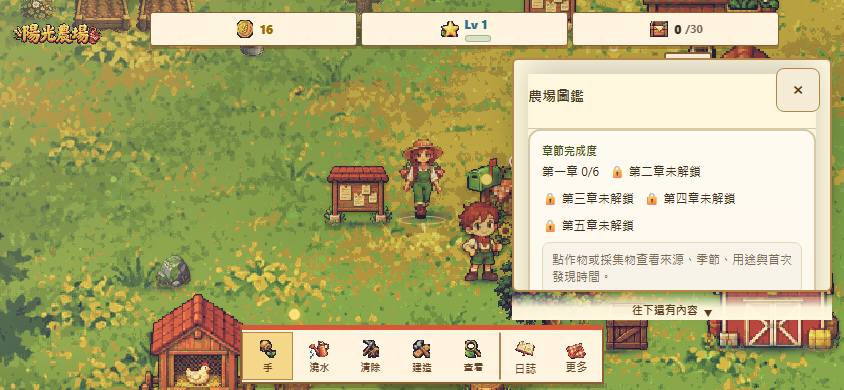 陽光農場
16
Lv 1
0 /30
農場圖鑑
×
章節完成度
第一章 0/6 🔒 第二章未解鎖
🔒 第三章未解鎖 🔒 第四章未解鎖
🔒 第五章未解鎖
點作物或採集物查看來源、季節、用途與首次
發現時間。
往下還有內容 ▼
手 澆水 清除 建造 查看 日誌 更多